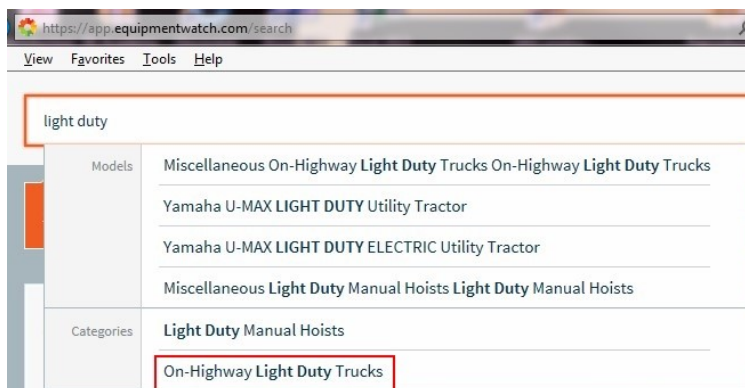 https://app.equipmentwatch.com/search
View Favorites Tools Help
light duty
Models
Miscellaneous On-Highway Light Duty Trucks On-Highway Light Duty Trucks
Yamaha U-MAX LIGHT DUTY Utility Tractor
Yamaha U-MAX LIGHT DUTY ELECTRIC Utility Tractor
Miscellaneous Light Duty Manual Hoists Light Duty Manual Hoists
Categories
Light Duty Manual Hoists
On-Highway Light Duty Trucks